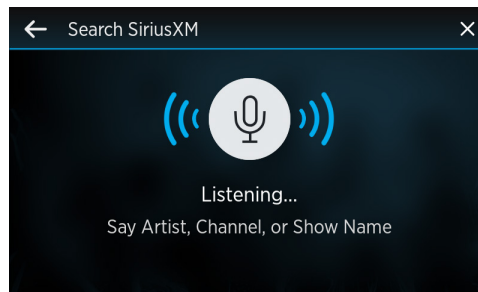 Search SiriusXM
Listening...
Say Artist, Channel, or Show Name